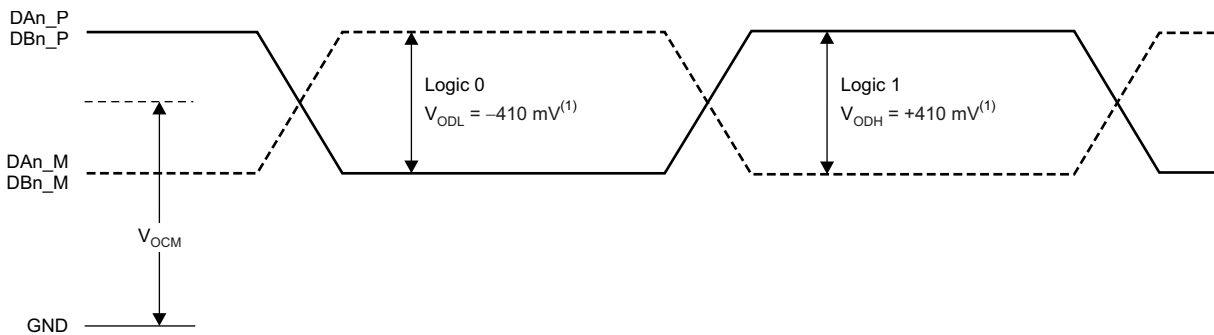 DAn_P
DBn_P
Logic 0
V_ODL = –410 mV(1)
Logic 1
V_ODH = +410 mV(1)
DAn_M
DBn_M
V_OCM
GND